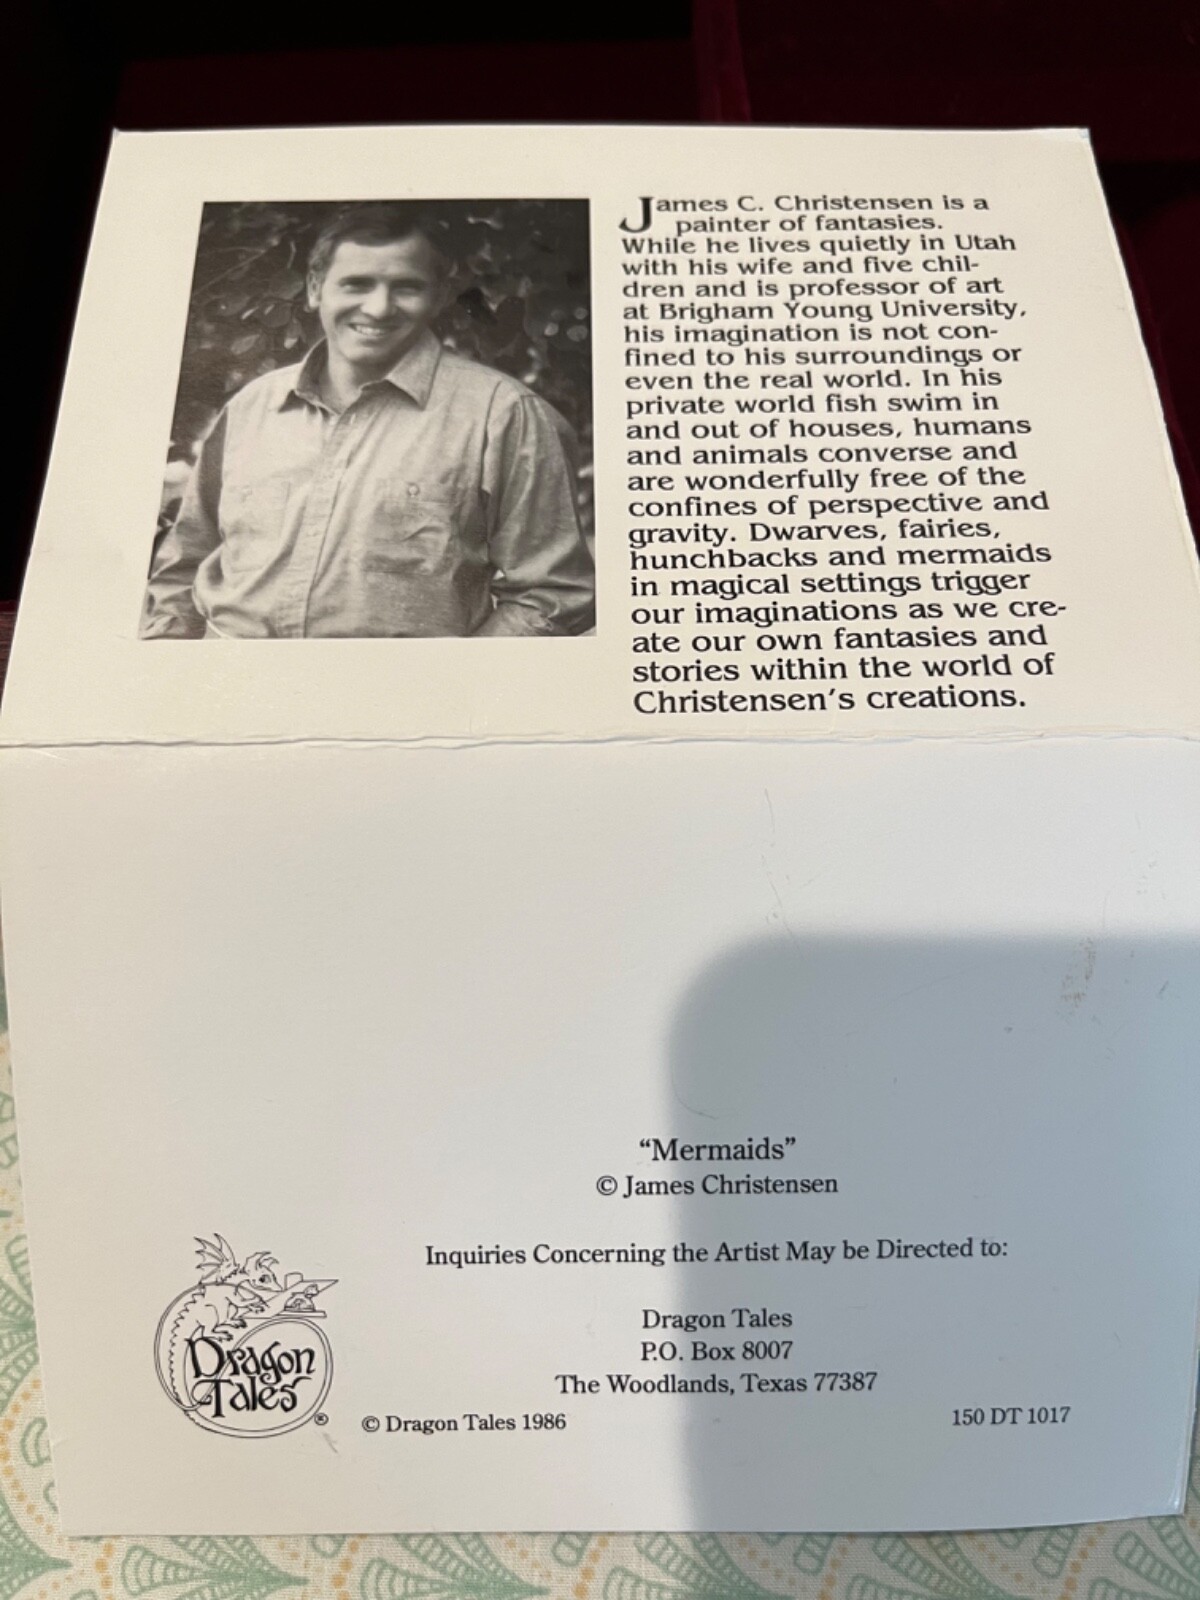 James C. Christensen is a
painter of fantasies.
While he lives quietly in Utah
with his wife and five chil-
dren and is professor of art
at Brigham Young University,
his imagination is not con-
fined to his surroundings or
even the real world. In his
private world fish swim in
and out of houses, humans
and animals converse and
are wonderfully free of the
confines of perspective and
gravity. Dwarves, fairies,
hunchbacks and mermaids
in magical settings trigger
our imaginations as we cre-
ate our own fantasies and
stories within the world of
Christensen's creations.
"Mermaids"
© James Christensen
Inquiries Concerning the Artist May be Directed to:
Dragon Tales
P.O. Box 8007
The Woodlands, Texas 77387
Dragon
Tales
®
© Dragon Tales 1986
150 DT 1017